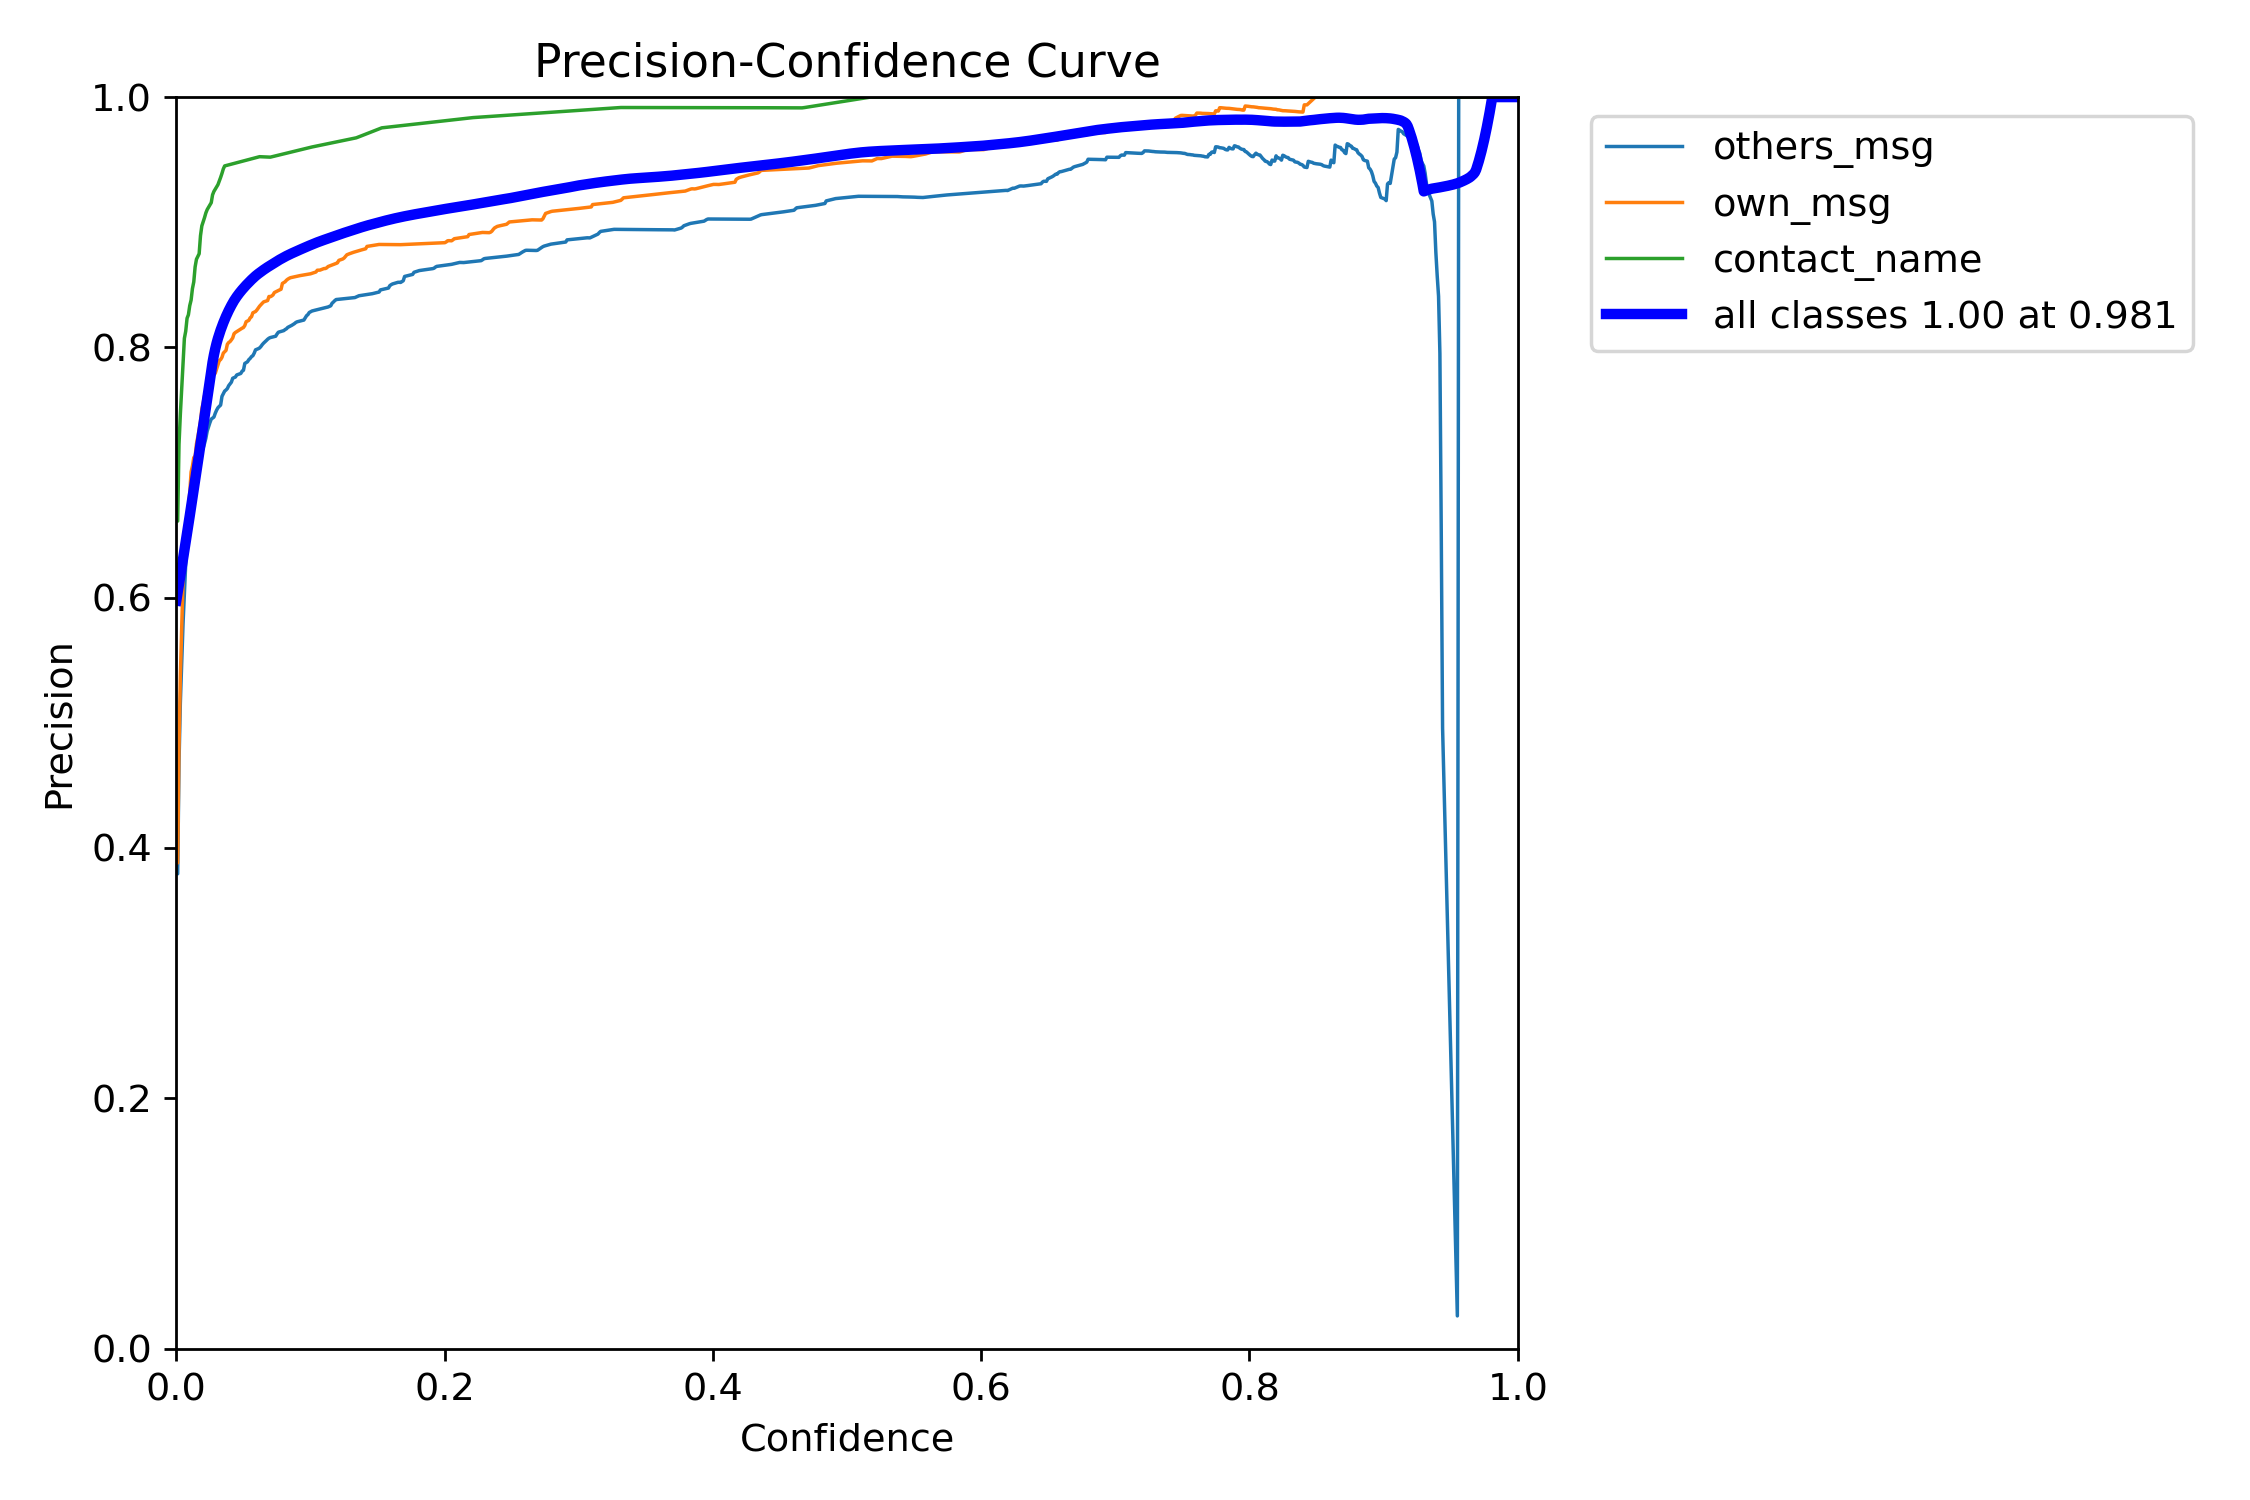 Precision-Confidence Curve
1.0
0.8
0.6
0.4
0.2
0.0
Precision
0.0 0.2 0.4 0.6 0.8 1.0
Confidence
others_msg
own_msg
contact_name
all classes 1.00 at 0.981